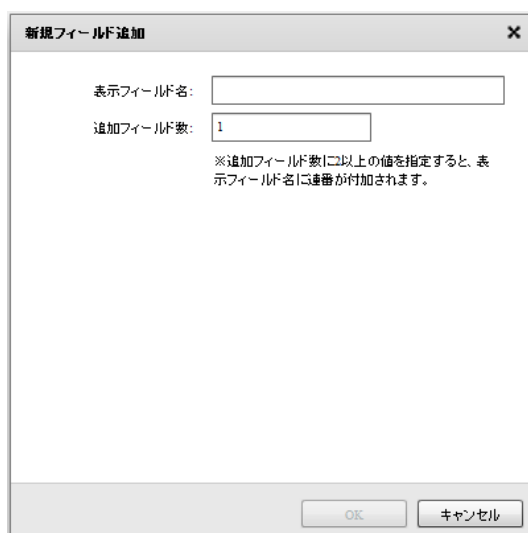 新規フィールド追加
表示フィールド名:
追加フィールド数: 1
※追加フィールド数に2以上の値を指定すると、表
示フィールド名に連番が付加されます。
OK キャンセル